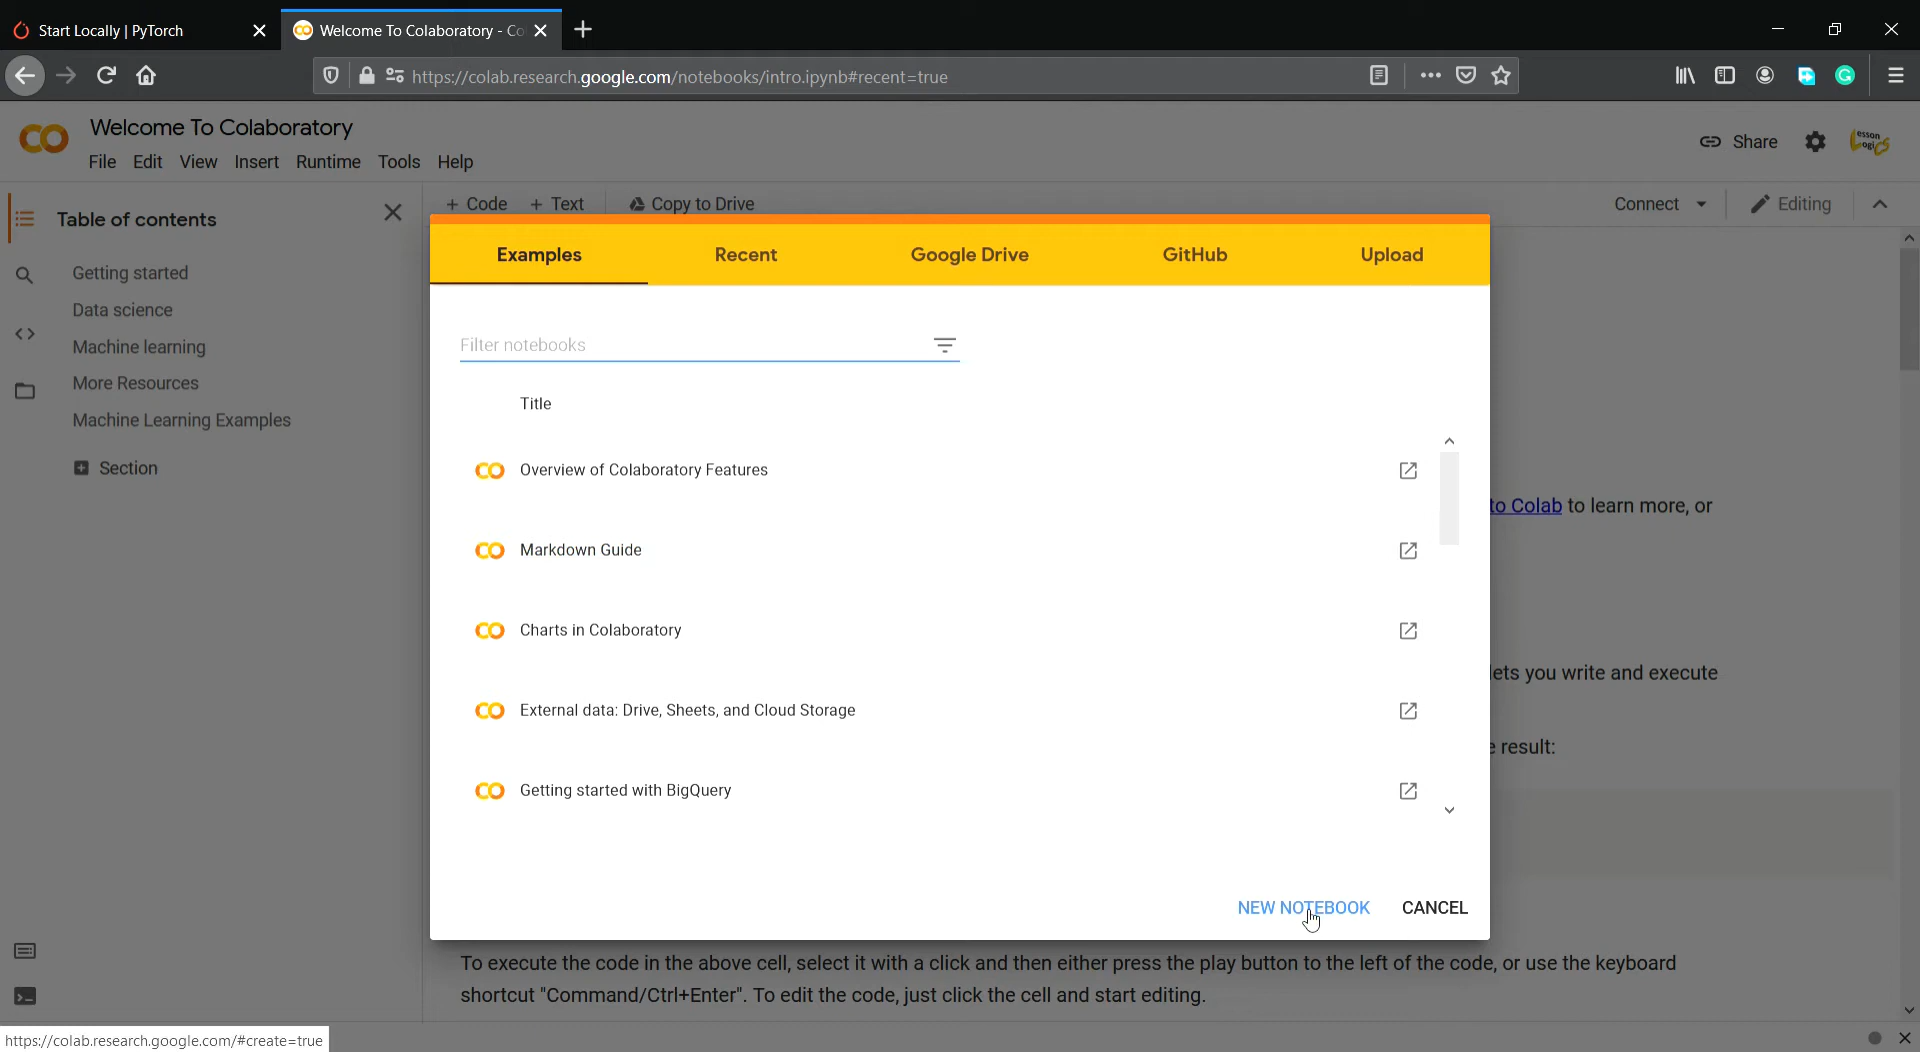 Start Locally | PyTorch
Welcome To Colaboratory - Co
https://colab.research.google.com/notebooks/intro.ipynb#recent=true
Welcome To Colaboratory
File Edit View Insert Runtime Tools Help
Share
+ Code + Text Copy to Drive
Connect
Editing
Table of contents
Getting started
Data science
Machine learning
More Resources
Machine Learning Examples
Section
Examples Recent Google Drive GitHub Upload
Filter notebooks
Title
Overview of Colaboratory Features
Markdown Guide
Charts in Colaboratory
External data: Drive, Sheets, and Cloud Storage
Getting started with BigQuery
NEW NOTEBOOK CANCEL
to Colab to learn more, or
lets you write and execute
e result:
To execute the code in the above cell, select it with a click and then either press the play button to the left of the code, or use the keyboard
shortcut "Command/Ctrl+Enter". To edit the code, just click the cell and start editing.
https://colab.research.google.com/#create=true